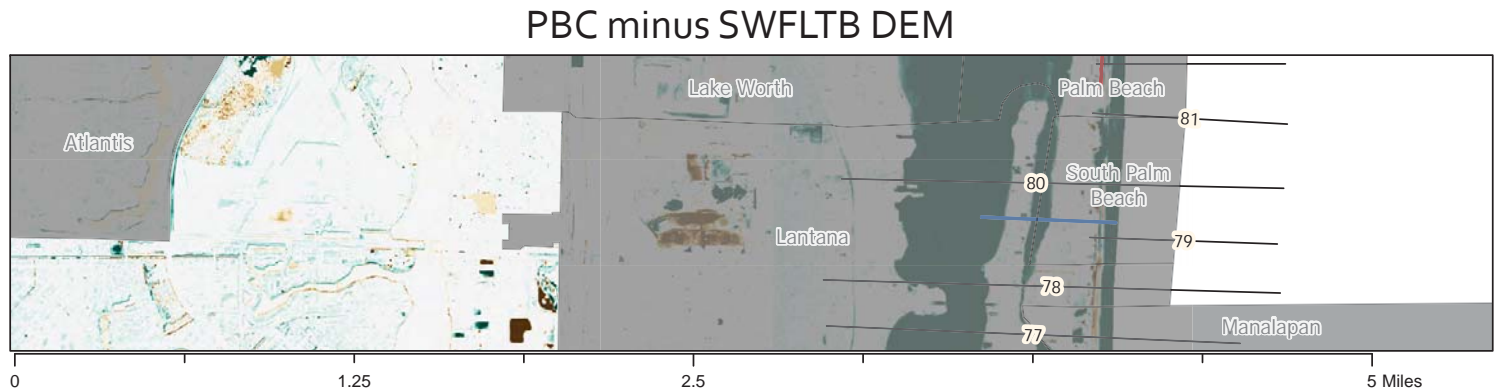 PBC minus SWFLTB DEM
Lake Worth
Palm Beach
81
Atlantis
South Palm
Beach
80
Lantana
79
78
Manalapan
77
0
1.25
2.5
5 Miles